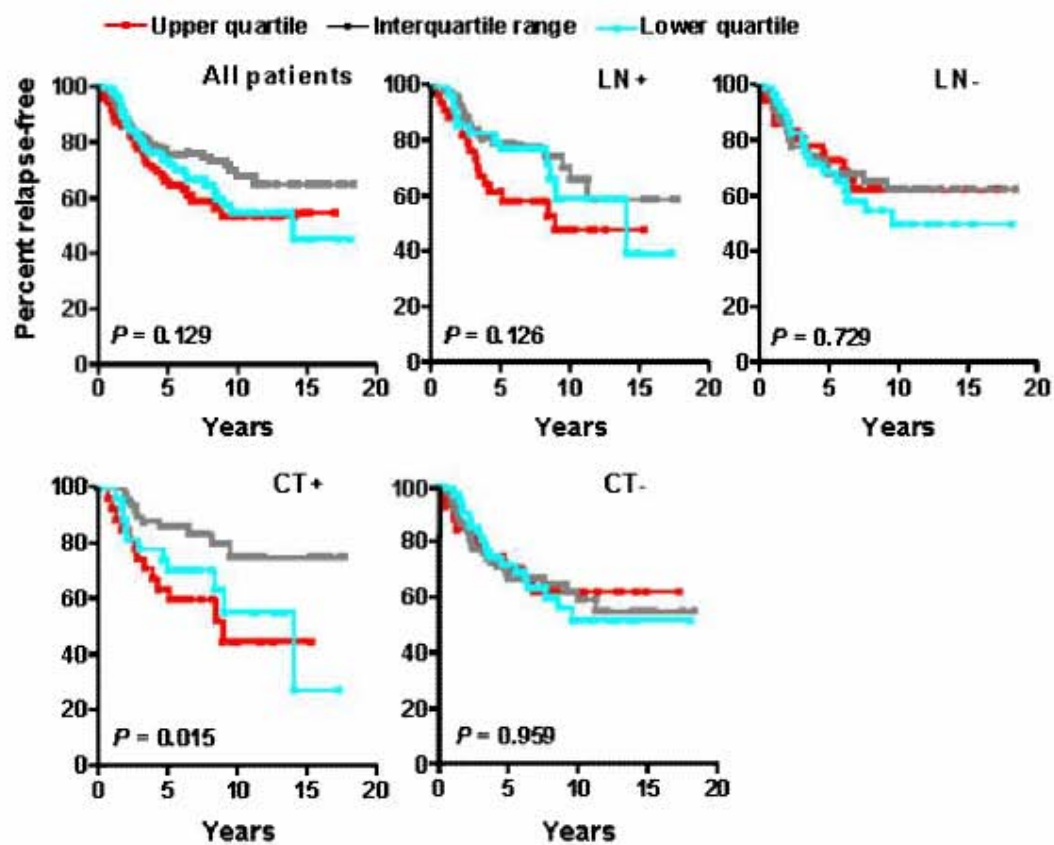 Upper quartile Interquartile range Lower quartile
All patients LN+ LN-
Percent relapse-free
100 100 100
80 80 80
60 60 60
40 40 40
20 20 20
0 0 0
P = 0.129 P = 0.126 P = 0.729
0 5 10 15 20 0 5 10 15 20 0 5 10 15 20
Years Years Years
CT+ CT-
100 100
80 80
60 60
40 40
20 20
0 0
P = 0.015 P = 0.959
0 5 10 15 20 0 5 10 15 20
Years Years